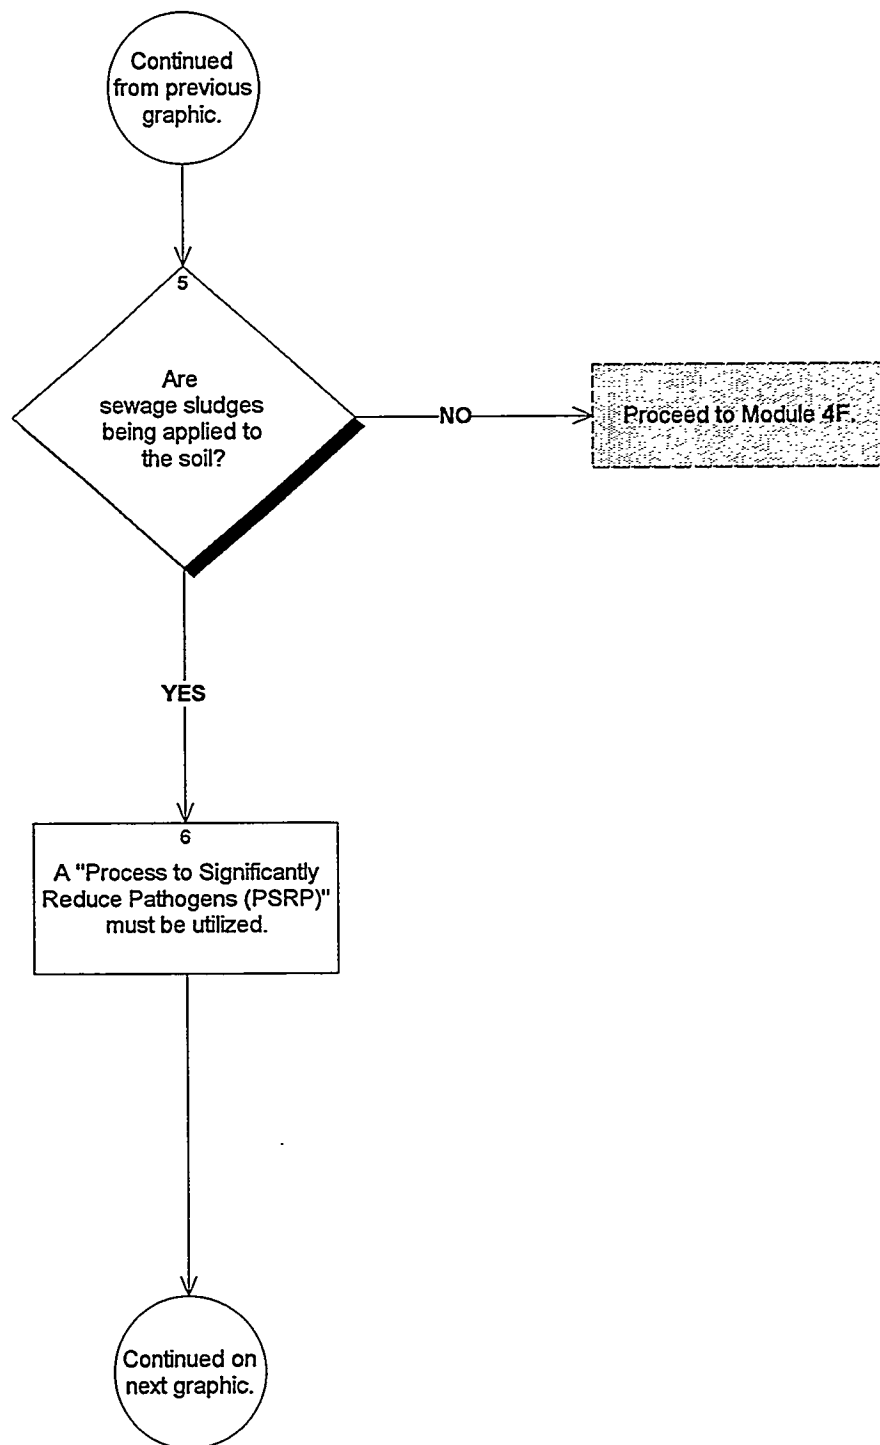 Continued
from previous
graphic.
5
Are
sewage sludges
being applied to
the soil?
NO
Proceed to Module 4F.
YES
6
A "Process to Significantly
Reduce Pathogens (PSRP)"
must be utilized.
Continued on
next graphic.